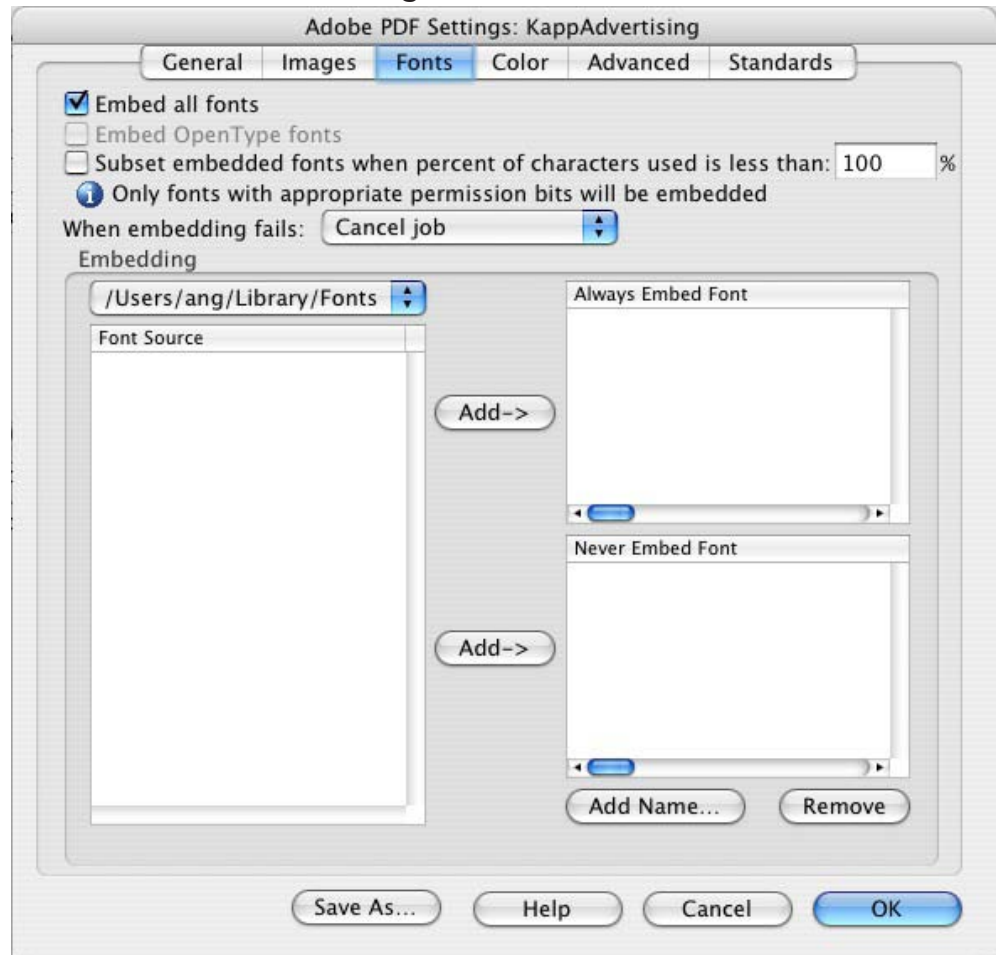 Adobe PDF Settings: KappAdvertising
General Images Fonts Color Advanced Standards
Embed all fonts
Embed OpenType fonts
Subset embedded fonts when percent of characters used is less than: 100 %
Only fonts with appropriate permission bits will be embedded
When embedding fails: Cancel job
Embedding
/Users/ang/Library/Fonts
Font Source
Always Embed Font
Add->
Never Embed Font
Add->
Add Name... Remove
Save As... Help Cancel OK